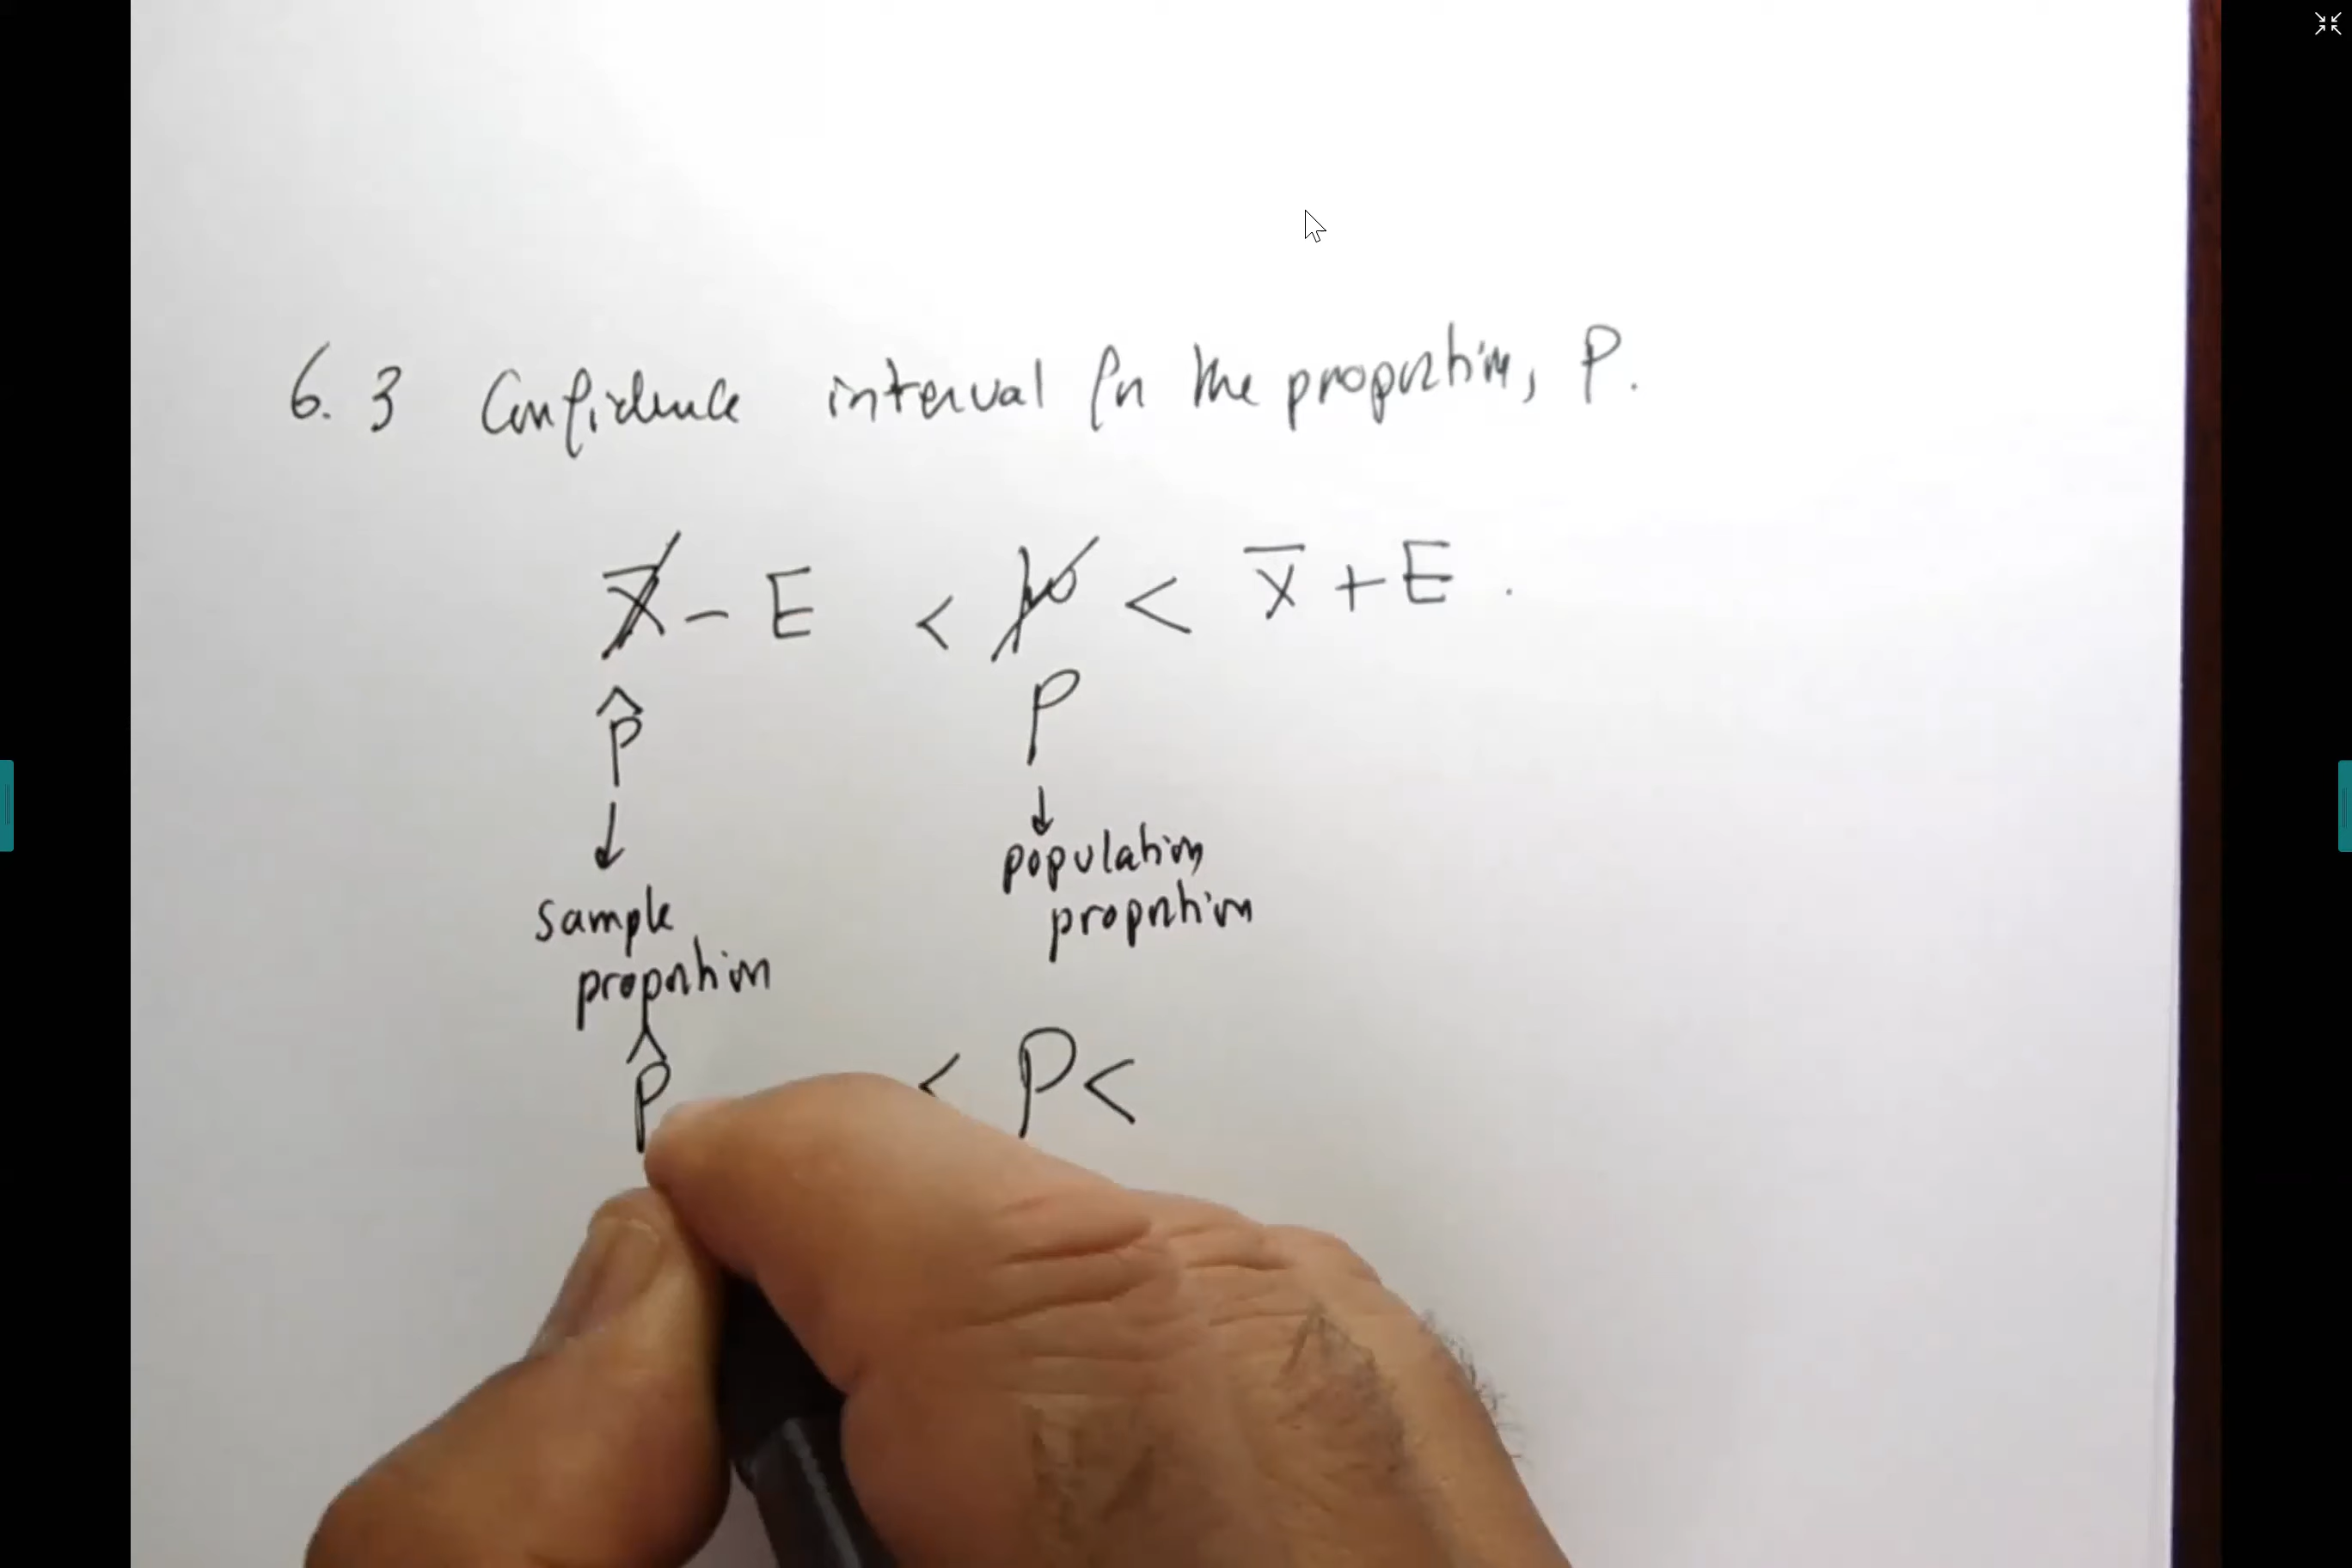 6.3 Confidence interval for the proportion, P.
X̅ - E < μ < X̅ + E .
p̂ P
↓ ↓
sample population
proportion proportion
p̂ < P <